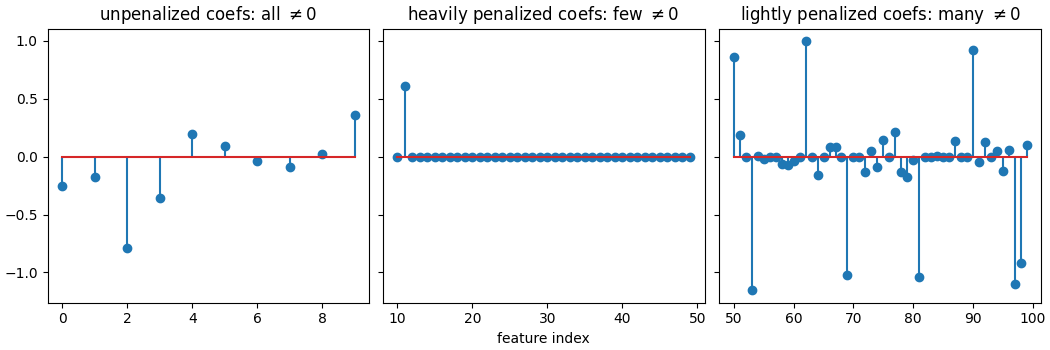 unpenalized coefs: all ≠0
heavily penalized coefs: few ≠0
lightly penalized coefs: many ≠0
1.0
0.5
0.0
−0.5
−1.0
0 2 4 6 8
10 20 30 40 50
50 60 70 80 90 100
feature index